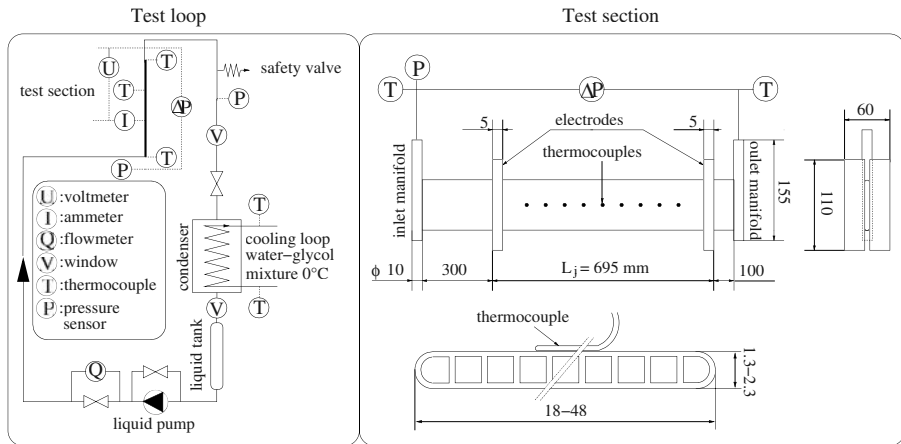 Test loop
Test section
U
T
T
test section
ΔP
safety valve
P
I
V
T
P
U :voltmeter
I :ammeter
Q :flowmeter
V :window
T :thermocouple
P :pressure
sensor
condenser
T
cooling loop
water-glycol
mixture 0°C
V
T
liquid tank
Q
liquid pump
P
T
ΔP
T
5
electrodes
5
thermocouples
inlet manifold
oulet manifold
155
60
110
ϕ 10
300
Lj = 695 mm
100
thermocouple
1.3-2.3
18-48